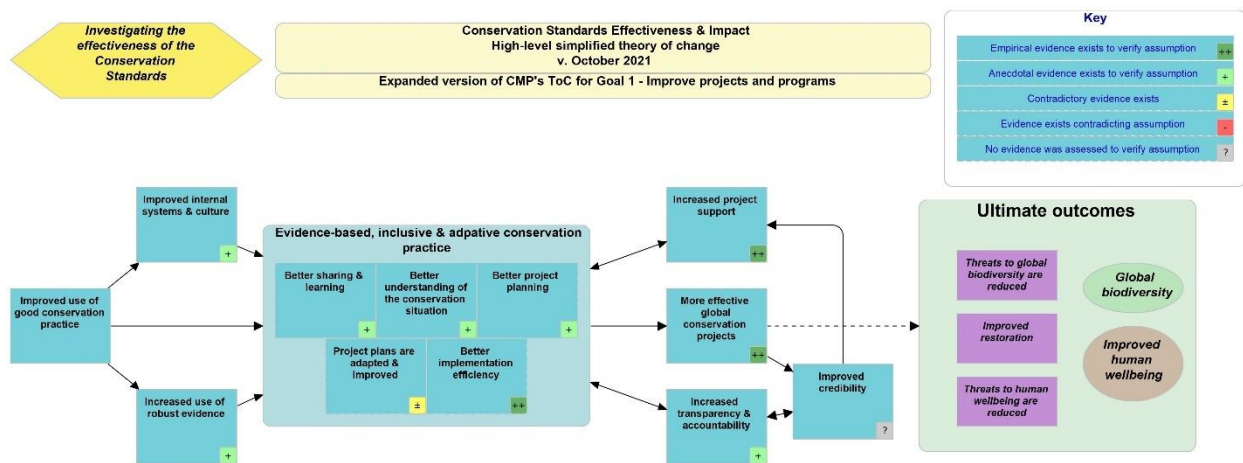 Investigating the
effectiveness of the
Conservation
Standards
Conservation Standards Effectiveness & Impact
High-level simplified theory of change
v. October 2021
Expanded version of CMP's ToC for Goal 1 - Improve projects and programs
Key
Empirical evidence exists to verify assumption
++
Anecdotal evidence exists to verify assumption
+
Contradictory evidence exists
±
Evidence exists contradicting assumption
-
No evidence was assessed to verify assumption
?
Improved use of
good conservation
practice
Improved internal
systems & culture
+
Increased use of
robust evidence
+
Evidence-based, inclusive & adpative conservation
practice
Better sharing &
learning
+
Better
understanding of
the conservation
situation
+
Better project
planning
+
Project plans are
adapted &
Improved
±
Better
implementation
efficiency
++
Increased project
support
++
More effective
global
conservation
projects
++
Increased
transparency &
accountability
+
Improved
credibility
?
Ultimate outcomes
Threats to global
biodiversity are
reduced
Improved
restoration
Threats to human
wellbeing are
reduced
Global
biodiversity
Improved
human
wellbeing